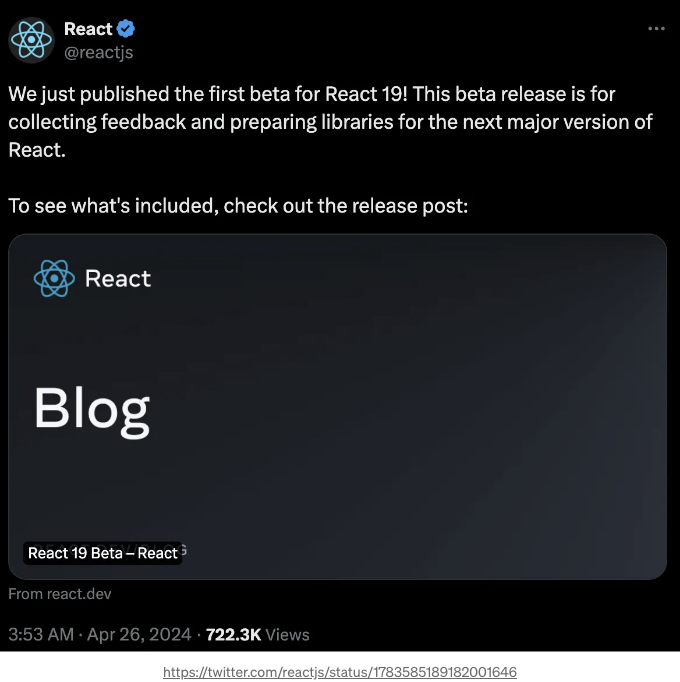 React
@reactjs
We just published the first beta for React 19! This beta release is for
collecting feedback and preparing libraries for the next major version of
React.
To see what's included, check out the release post:
React
Blog
React 19 Beta – React
From react.dev
3:53 AM · Apr 26, 2024 · 722.3K Views
https://twitter.com/reactjs/status/1783585189182001646